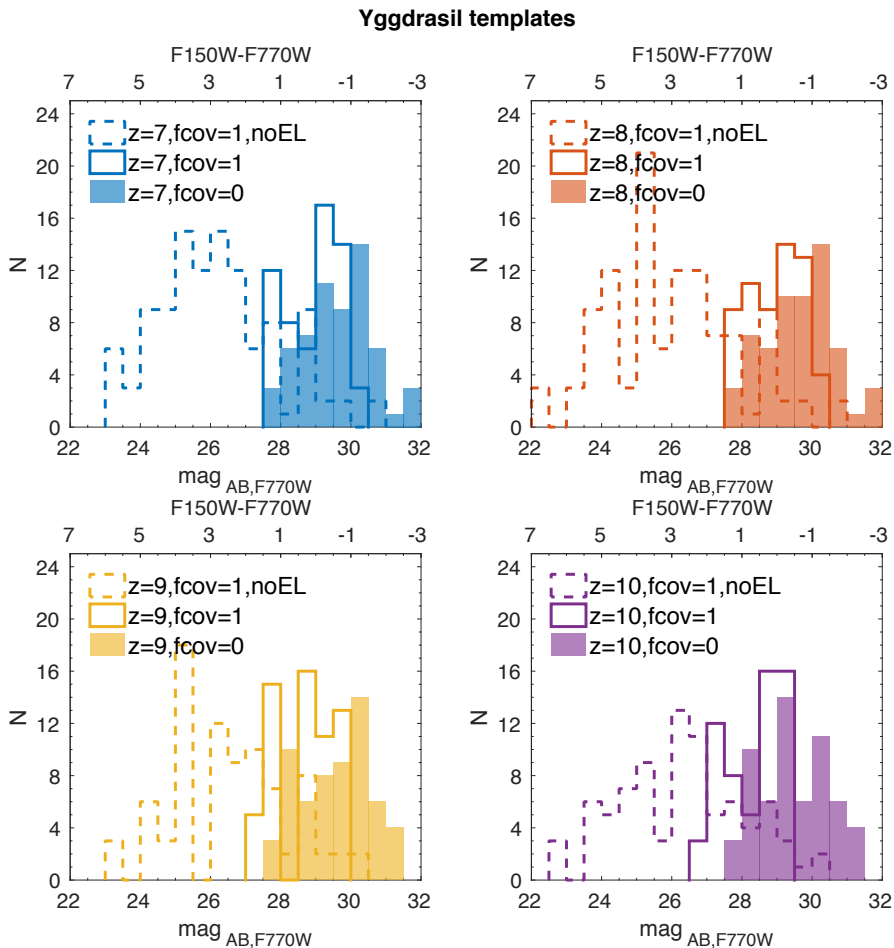 Yggdrasil templates
F150W-F770W
7 5 3 1 -1 -3
24
20
16
12
8
4
0
N
z=7,fcov=1,noEL
z=7,fcov=1
z=7,fcov=0
22 24 26 28 30 32
mag AB,F770W
F150W-F770W
7 5 3 1 -1 -3
24
20
16
12
8
4
0
N
z=8,fcov=1,noEL
z=8,fcov=1
z=8,fcov=0
22 24 26 28 30 32
mag AB,F770W
F150W-F770W
7 5 3 1 -1 -3
24
20
16
12
8
4
0
N
z=9,fcov=1,noEL
z=9,fcov=1
z=9,fcov=0
22 24 26 28 30 32
mag AB,F770W
F150W-F770W
7 5 3 1 -1 -3
24
20
16
12
8
4
0
N
z=10,fcov=1,noEL
z=10,fcov=1
z=10,fcov=0
22 24 26 28 30 32
mag AB,F770W